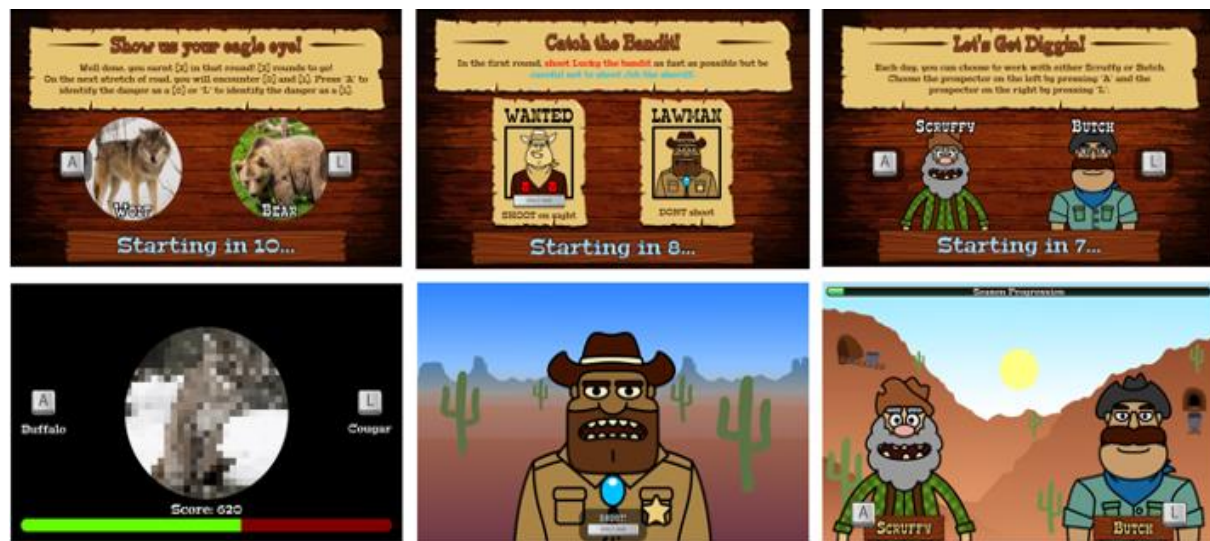 Show us your eagle eye!
Well done, you earnt [2] in that round! [2] rounds to go!
On the next stretch of road, you will encounter [0] and [1]. Press 'A' to
identify the danger as a [0] or 'L' to identify the danger as a [1].
A
L
WOLF
BEAR
Starting in 10...
Catch the Bandit!
In the first round, shoot Lucky the bandit as fast as possible but be
careful not to shoot the sheriff.
WANTED
LAWMAN
SHOOT on sight
DONT shoot
Starting in 8...
Let's Get Diggin!
Each day, you can choose to work with either Scruffy or Butch.
Choose the prospector on the left by pressing 'A' and the
prospector on the right by pressing 'L'.
SCRUFFY
BUTCH
A
L
Starting in 7...
A
L
Buffalo
Cougar
Score: 620
SHOOT!
Season Progression
A
L
SCRUFFY
BUTCH